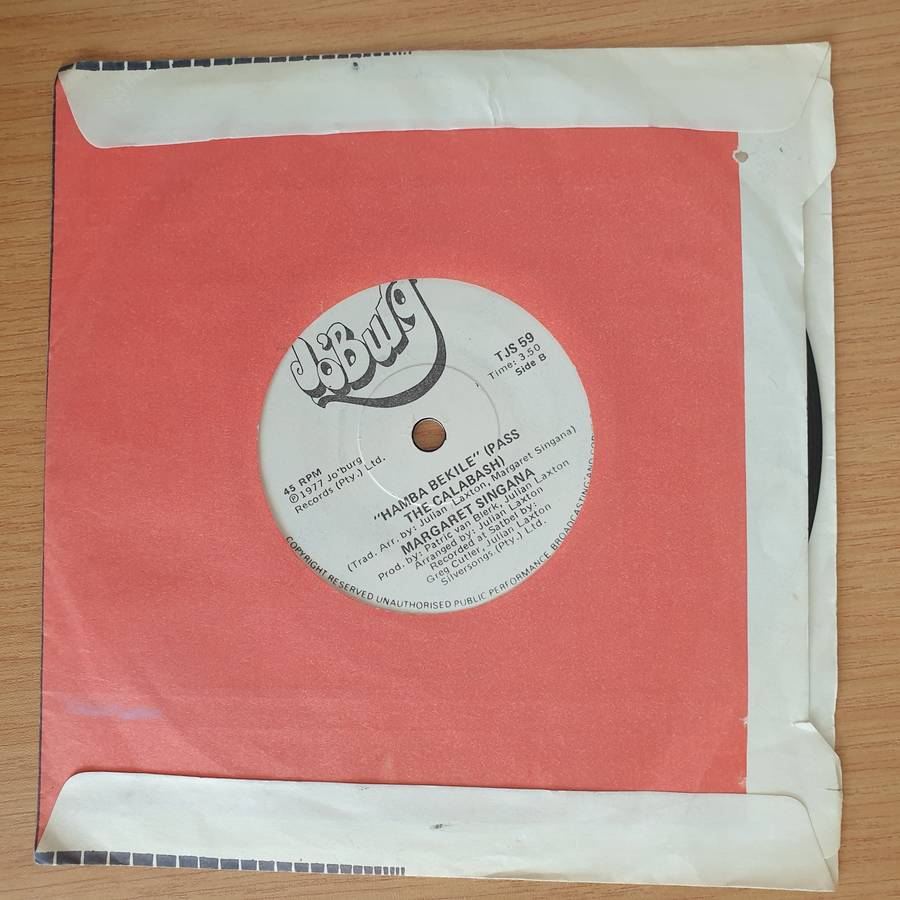 Jo'Burg
TJS 59
Time: 3.50
Side B
45 RPM
℗1977 Jo'burg
Records (Pty.) Ltd.
"HAMBA BEKILE" (PASS
THE CALABASH)
(Trad. Arr. by: Julian Laxton, Margaret Singana)
MARGARET SINGANA
Prod. by: Patric van Blerk, Julian Laxton
Arranged by: Julian Laxton
Recorded at Satbel by:
Greg Cutler, Julian Laxton
Silversongs (Pty.) Ltd.
COPYRIGHT RESERVED UNAUTHORISED PUBLIC PERFORMANCE BROADCASTING AND COP